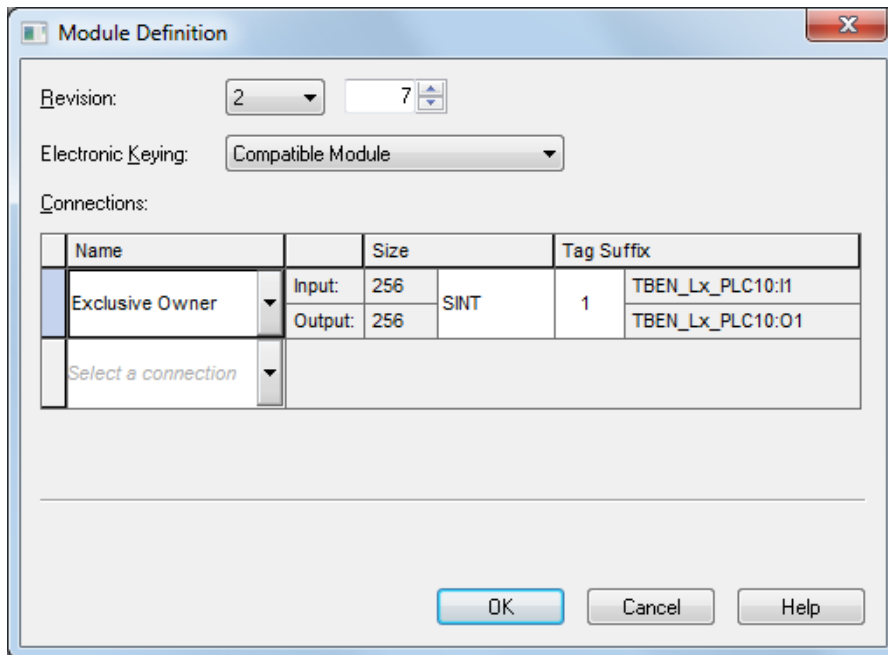 Module Definition
Revision: 2 7
Electronic Keying: Compatible Module
Connections:
Name Size Tag Suffix
Exclusive Owner Input: 256 SINT 1 TBEN_Lx_PLC10:I1
Output: 256 TBEN_Lx_PLC10:O1
Select a connection
OK Cancel Help